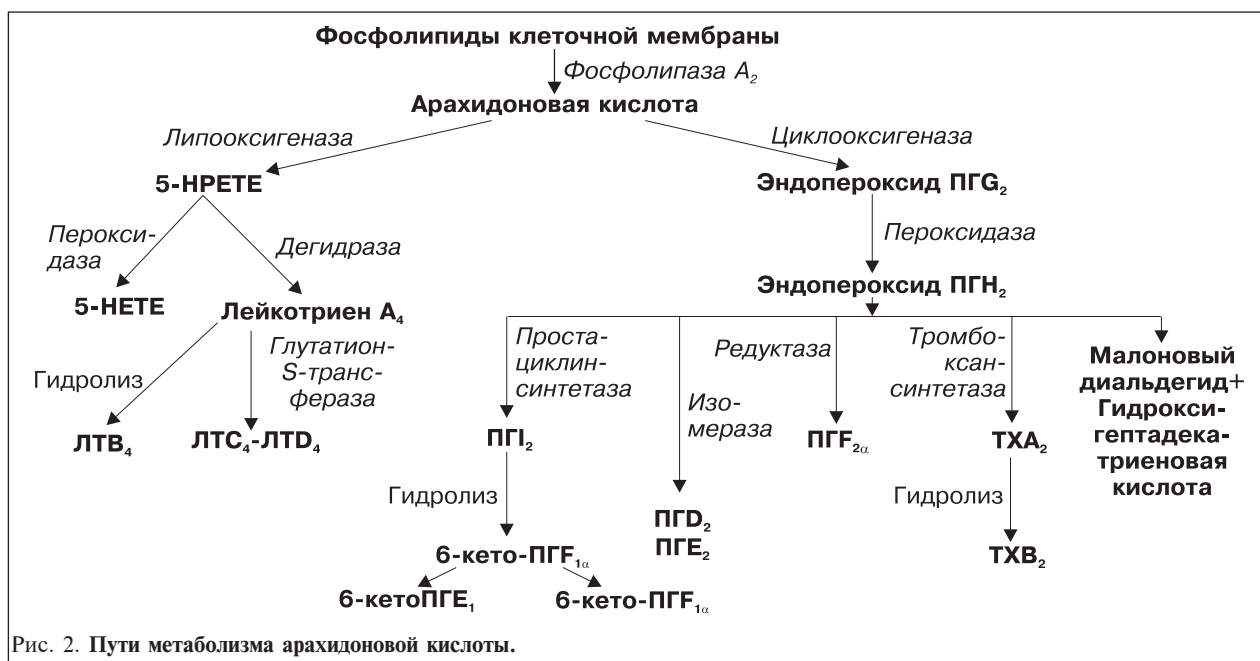 Фосфолипиды клеточной мембраны
Фосфолипаза A₂
Арахидоновая кислота
Липооксигеназа
Циклооксигеназа
5-HPETE
Эндопероксид ПГG₂
Перокси-
даза
Дегидраза
Пероксидаза
5-HETE
Лейкотриен A₄
Эндопероксид ПГH₂
Гидролиз
Глутатион-
S-транс-
фераза
Проста-
циклин-
синтетаза
Изо-
мераза
Редуктаза
Тромбо-
ксан-
синтетаза
Малоновый
диальдегид+
Гидрокси-
гептадека-
триеновая
кислота
ЛТB₄
ЛТC₄-ЛТD₄
ПГI₂
ПГF₂α
TXA₂
Гидролиз
Гидролиз
ПГD₂
ПГE₂
6-кето-ПГF₁α
TXB₂
6-кетоПГE₁
6-кето-ПГF₁α
Рис. 2. Пути метаболизма арахидоновой кислоты.